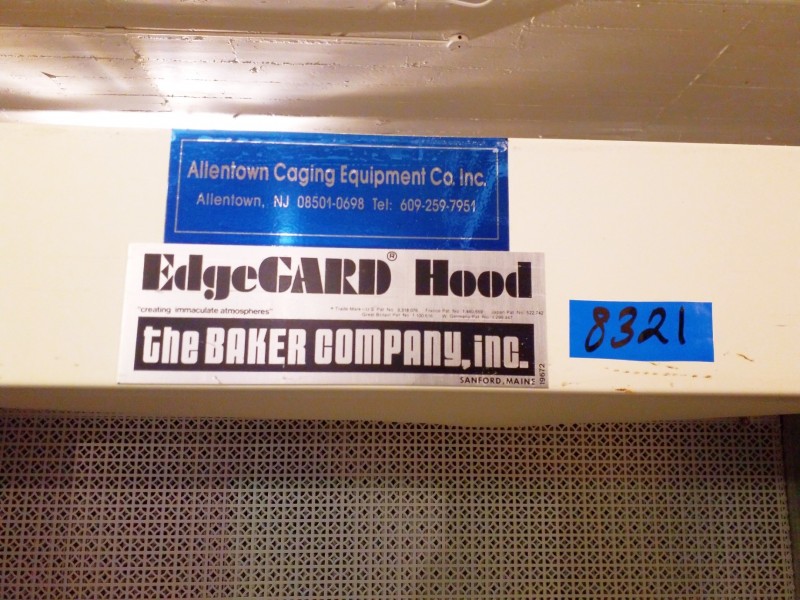 Allentown Caging Equipment Co. Inc.
Allentown, NJ 08501-0698 Tel: 609-259-7951
EdgeGARD® Hood
"creating immaculate atmospheres"
the BAKER COMPANY, inc.
SANFORD, MAINE
19672
8321